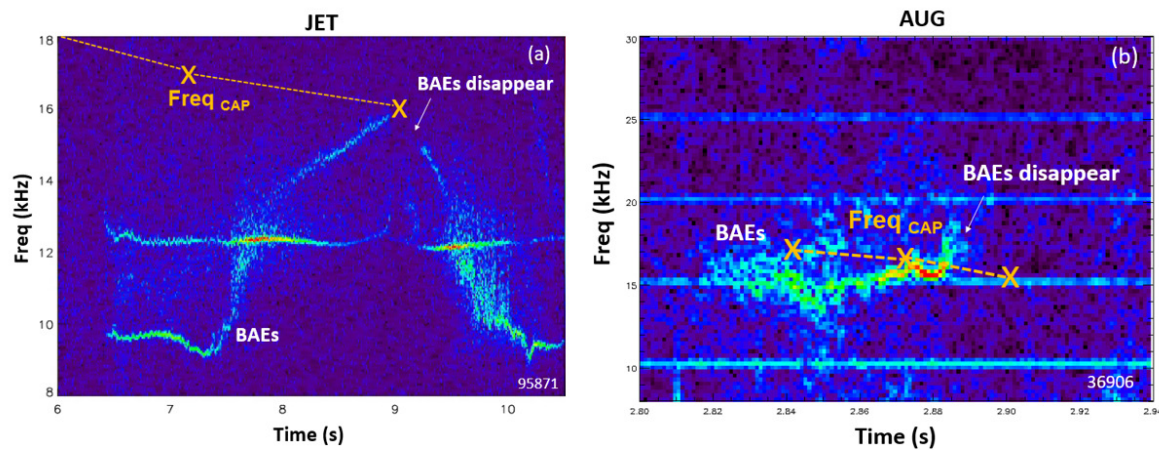 JET
(a)
18
16
14
12
10
8
Freq (kHz)
Freq CAP
BAEs disappear
BAEs
95871
6 7 8 9 10
Time (s)
AUG
(b)
30
25
20
15
10
Freq (kHz)
BAEs disappear
Freq CAP
BAEs
36906
2.80 2.82 2.84 2.86 2.88 2.90 2.92 2.94
Time (s)